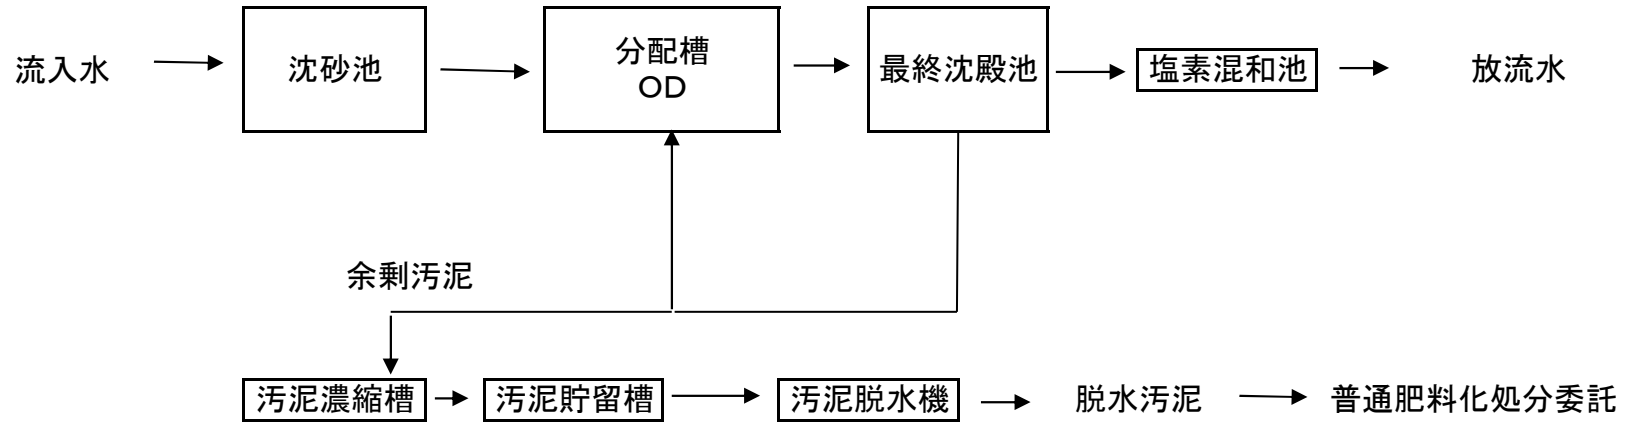 流入水
沈砂池
分配槽
OD
最終沈殿池
塩素混和池
放流水
余剰汚泥
汚泥濃縮槽
汚泥貯留槽
汚泥脱水機
脱水汚泥
普通肥料化処分委託